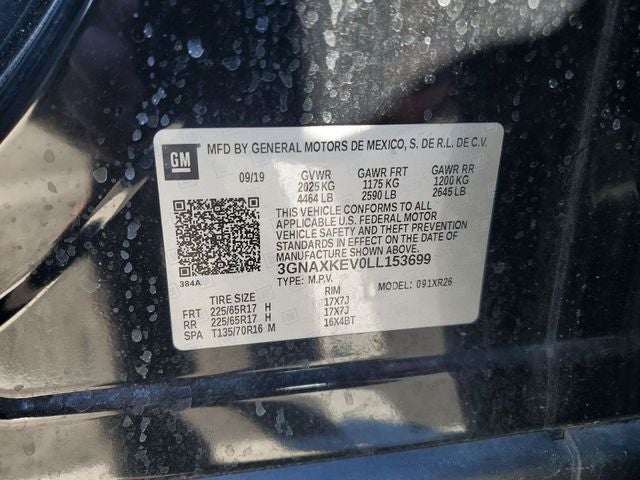 GM
MFD BY GENERAL MOTORS DE MEXICO, S. DE R.L. DE C.V.
09/19 GVWR GAWR FRT GAWR RR
2025 KG 1175 KG 1200 KG
4464 LB 2590 LB 2645 LB
THIS VEHICLE CONFORMS TO ALL
APPLICABLE U.S. FEDERAL MOTOR
VEHICLE SAFETY AND THEFT PREVENTION
STANDARDS IN EFFECT ON THE DATE OF
MANUFACTURE SHOWN ABOVE.
3GNAXKEV0LL153699
384A TYPE: M.P.V. MODEL: 091XR26
TIRE SIZE RIM
FRT 225/65R17 H 17X7J
RR 225/65R17 H 17X7J
SPA T135/70R16 M 16X4BT